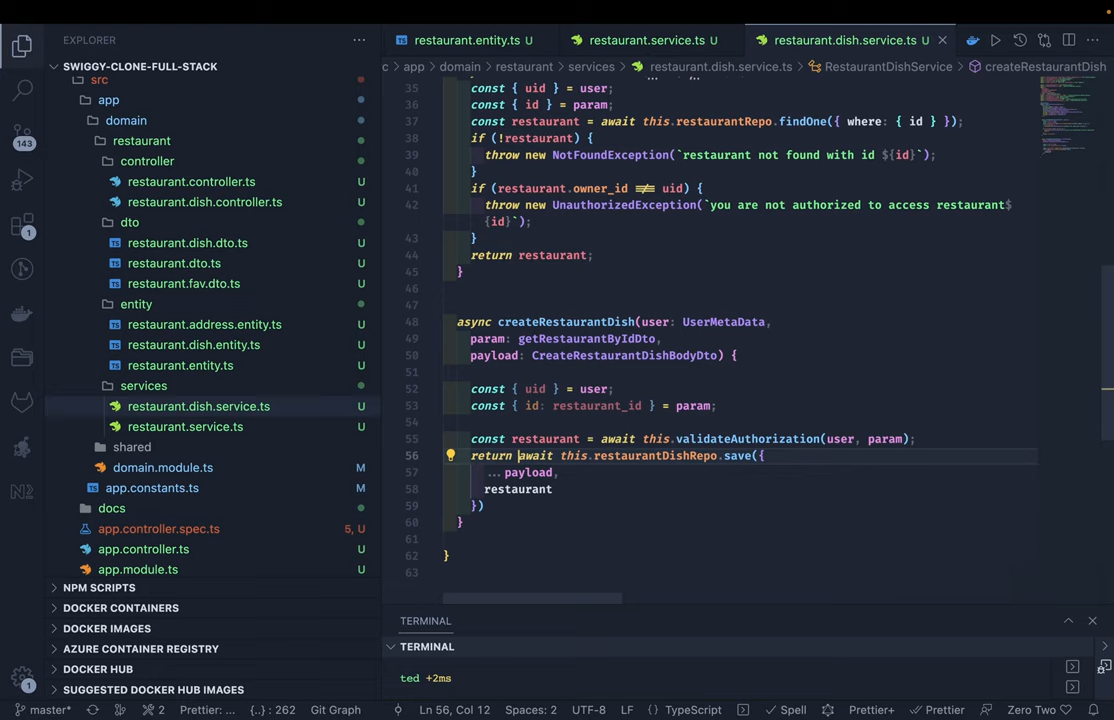 EXPLORER
SWIGGY-CLONE-FULL-STACK
src
app
domain
restaurant
controller
restaurant.controller.ts U
restaurant.dish.controller.ts U
dto
restaurant.dish.dto.ts U
restaurant.dto.ts U
restaurant.fav.dto.ts U
entity
restaurant.address.entity.ts U
restaurant.dish.entity.ts U
restaurant.entity.ts U
services
restaurant.dish.service.ts U
restaurant.service.ts U
shared
domain.module.ts M
app.constants.ts M
docs
app.controller.spec.ts 5, U
app.controller.ts U
app.module.ts U
NPM SCRIPTS
DOCKER CONTAINERS
DOCKER IMAGES
AZURE CONTAINER REGISTRY
DOCKER HUB
SUGGESTED DOCKER HUB IMAGES
143
1
1
restaurant.entity.ts U restaurant.service.ts U restaurant.dish.service.ts U
c > app > domain > restaurant > services > restaurant.dish.service.ts > RestaurantDishService > createRestaurantDish
35 const { uid } = user;
36 const { id } = param;
37 const restaurant = await this.restaurantRepo.findOne({ where: { id } });
38 if (!restaurant) {
39 throw new NotFoundException(`restaurant not found with id ${id}`);
40 }
41 if (restaurant.owner_id !== uid) {
42 throw new UnauthorizedException(`you are not authorized to access restaurant$
{id}`);
43 }
44 return restaurant;
45 }
46
47
48 async createRestaurantDish(user: UserMetaData,
49 param: getRestaurantByIdDto,
50 payload: CreateRestaurantDishBodyDto) {
51
52 const { uid } = user;
53 const { id: restaurant_id } = param;
54
55 const restaurant = await this.validateAuthorization(user, param);
56 return await this.restaurantDishRepo.save({
57 ...payload,
58 restaurant
59 })
60 }
61
62 }
63
TERMINAL
TERMINAL
ted +2ms
master* 2 Prettier: ... {..} : 262 Git Graph Ln 56, Col 12 Spaces: 2 UTF-8 LF TypeScript Spell Prettier+ Prettier Zero Two